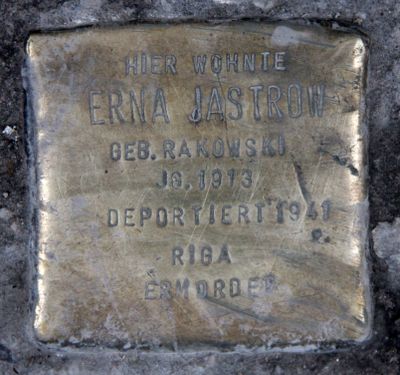 HIER WOHNTE
ERNA JASTROW
GEB. RAKOWSKI
JG. 1913
DEPORTIERT 1941
RIGA
ERMORDET